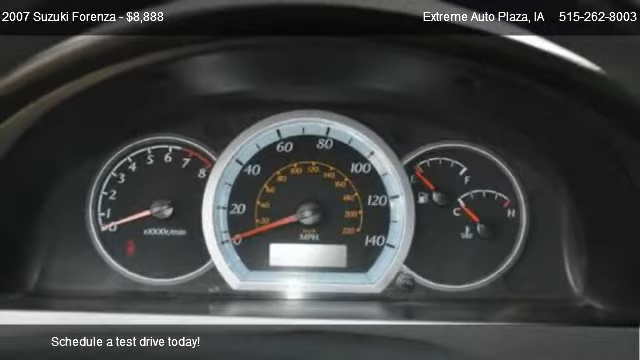 2007 Suzuki Forenza - $8,888
Extreme Auto Plaza, IA 515-262-8003
0 1 2 3 4 5 6 7 8
x1000r/min
0 20 40 60 80 100 120 140
MPH
F
C H
Schedule a test drive today!